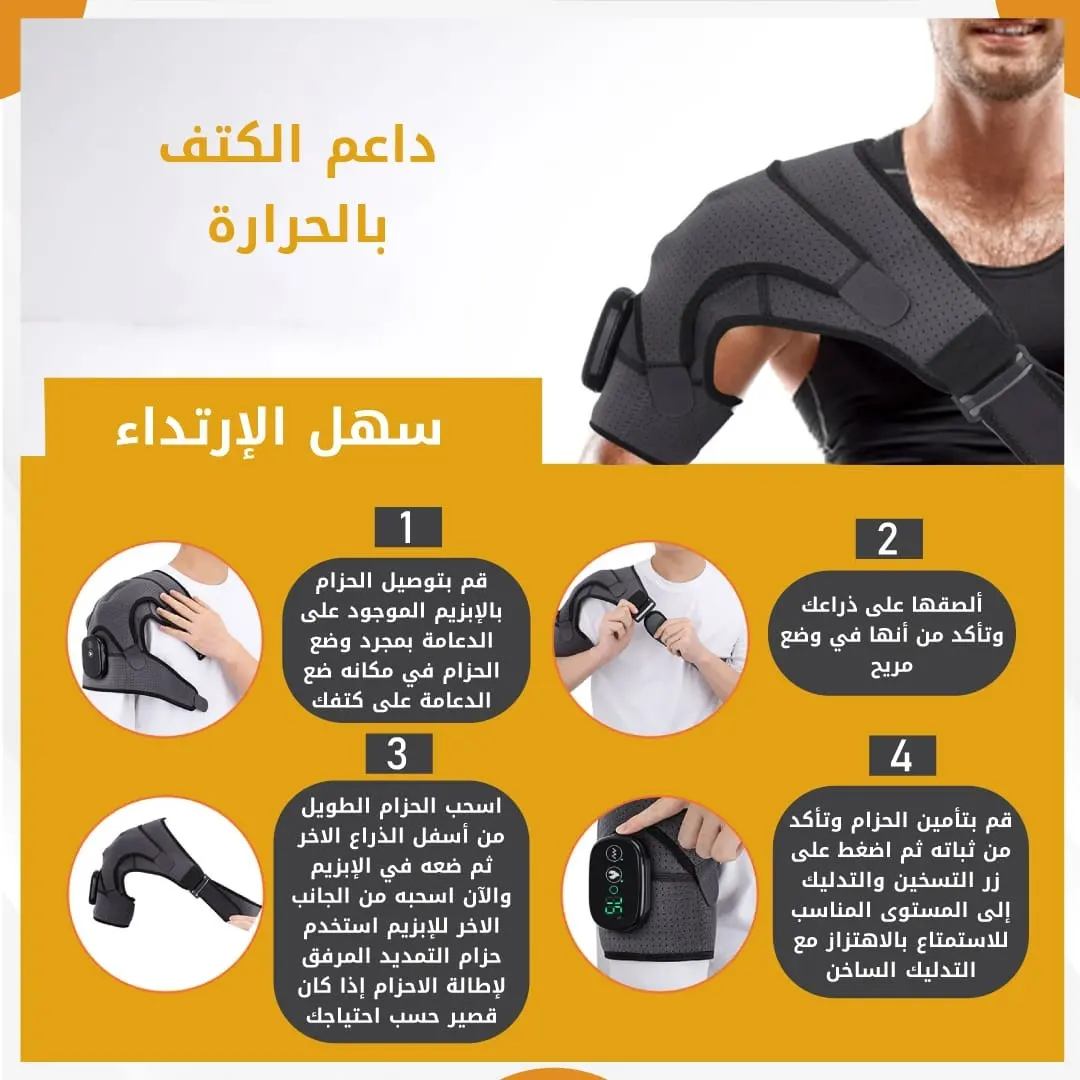 داعم الكتف
بالحرارة
سهل الإرتداء
1
قم بتوصيل الحزام
بالإبزيم الموجود على
الدعامة بمجرد وضع
الحزام في مكانه ضع
الدعامة على كتفك
2
ألصقها على ذراعك
وتأكد من أنها في وضع
مريح
3
اسحب الحزام الطويل
من أسفل الذراع الاخر
ثم ضعه في الإبزيم
والآن اسحبه من الجانب
الاخر للإبزيم استخدم
حزام التمديد المرفق
لإطالة الاحزام إذا كان
قصير حسب احتياجك
4
قم بتأمين الحزام وتأكد
من ثباته ثم اضغط على
زر التسخين والتدليك
إلى المستوى المناسب
للاستمتاع بالاهتزاز مع
التدليك الساخن